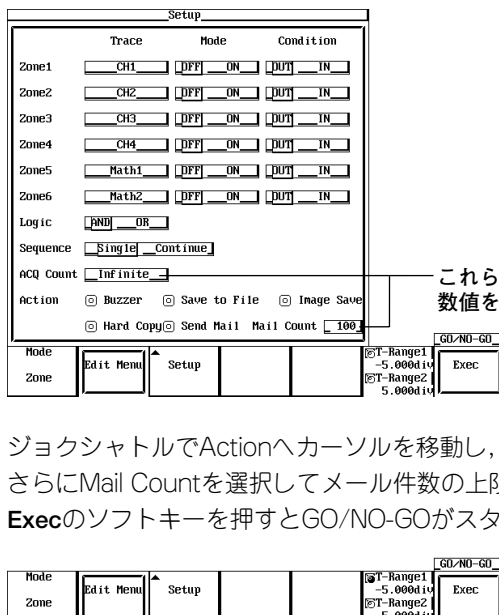 Setup
Trace Mode Condition
Zone1 CH1 OFF ON OUT IN
Zone2 CH2 OFF ON OUT IN
Zone3 CH3 OFF ON OUT IN
Zone4 CH4 OFF ON OUT IN
Zone5 Math1 OFF ON OUT IN
Zone6 Math2 OFF ON OUT IN
Logic AND OR
Sequence Single Continue
ACQ Count Infinite
Action Buzzer Save to File Image Save
Hard Copy Send Mail Mail Count 100
これら
数値を
GO/NO-GO
Mode
Zone
Edit Menu
Setup
T-Range1
-5.000div
T-Range2
5.000div
Exec
ジョクシャトルでActionへカーソルを移動し,
さらにMail Countを選択してメール件数の上
Execのソフトキーを押すとGO/NO-GOがスタ
GO/NO-GO
Mode
Zone
Edit Menu
Setup
T-Range1
-5.000div
T-Range2
Exec